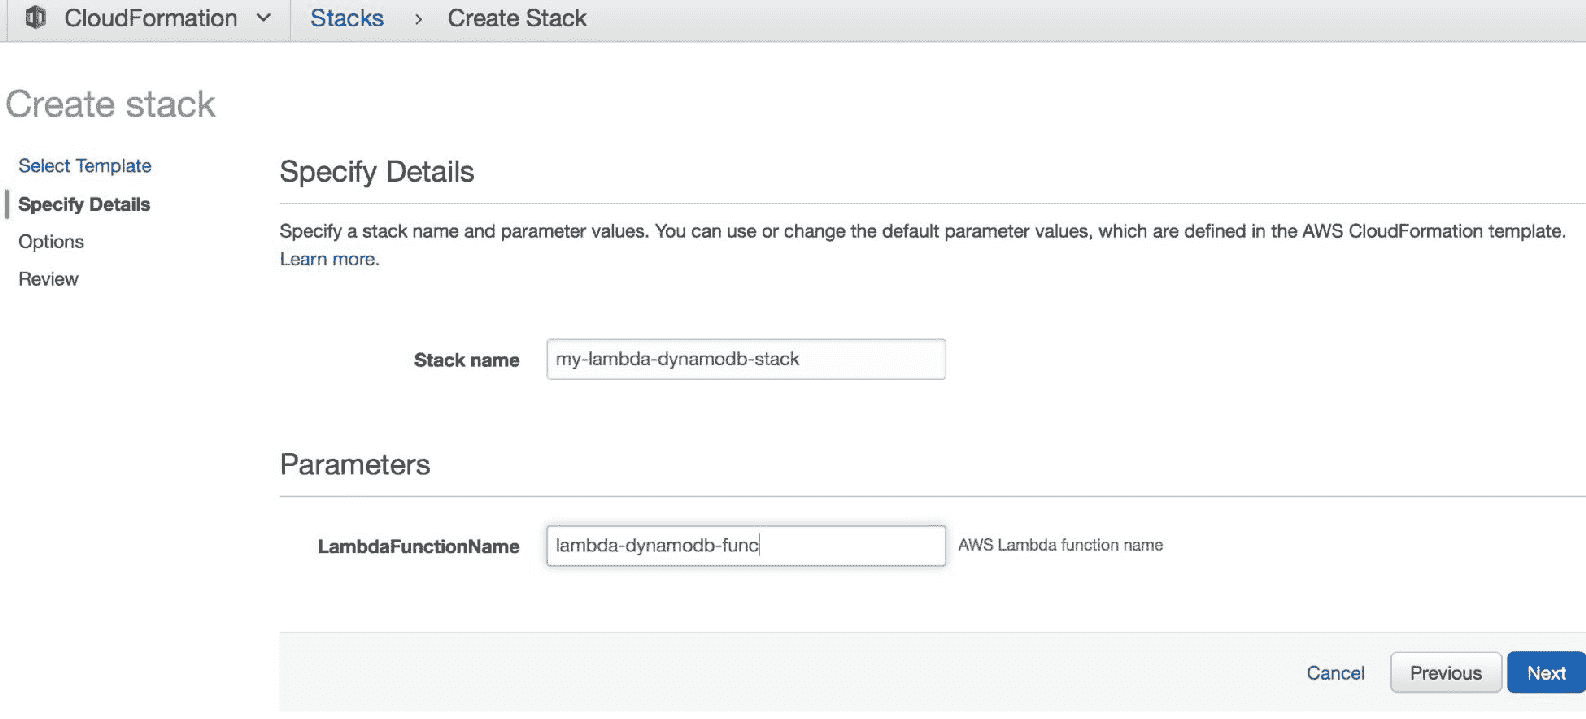 CloudFormation Stacks > Create Stack
Create stack
Select Template
Specify Details
Options
Review
Specify Details
Specify a stack name and parameter values. You can use or change the default parameter values, which are defined in the AWS CloudFormation template.
Learn more.
Stack name my-lambda-dynamodb-stack
Parameters
LambdaFunctionName lambda-dynamodb-func AWS Lambda function name
Cancel Previous Next